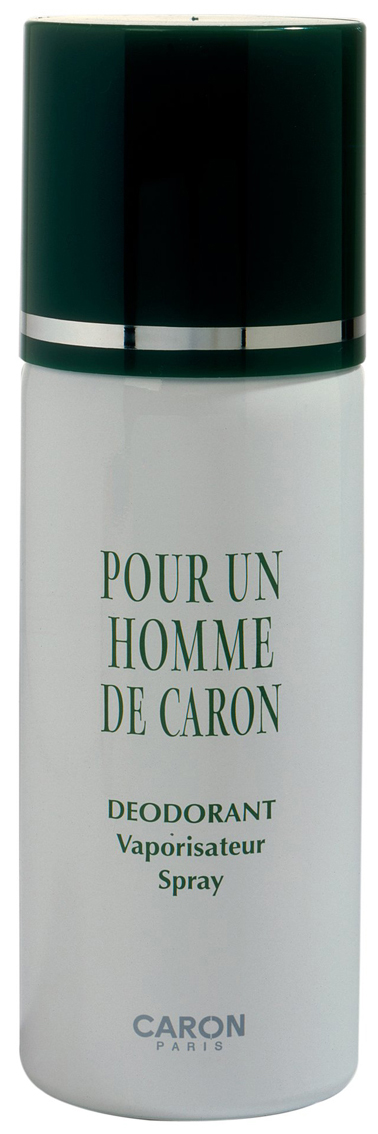 POUR UN
HOMME
DE CARON
DEODORANT
Vaporisateur
Spray
CARON
PARIS